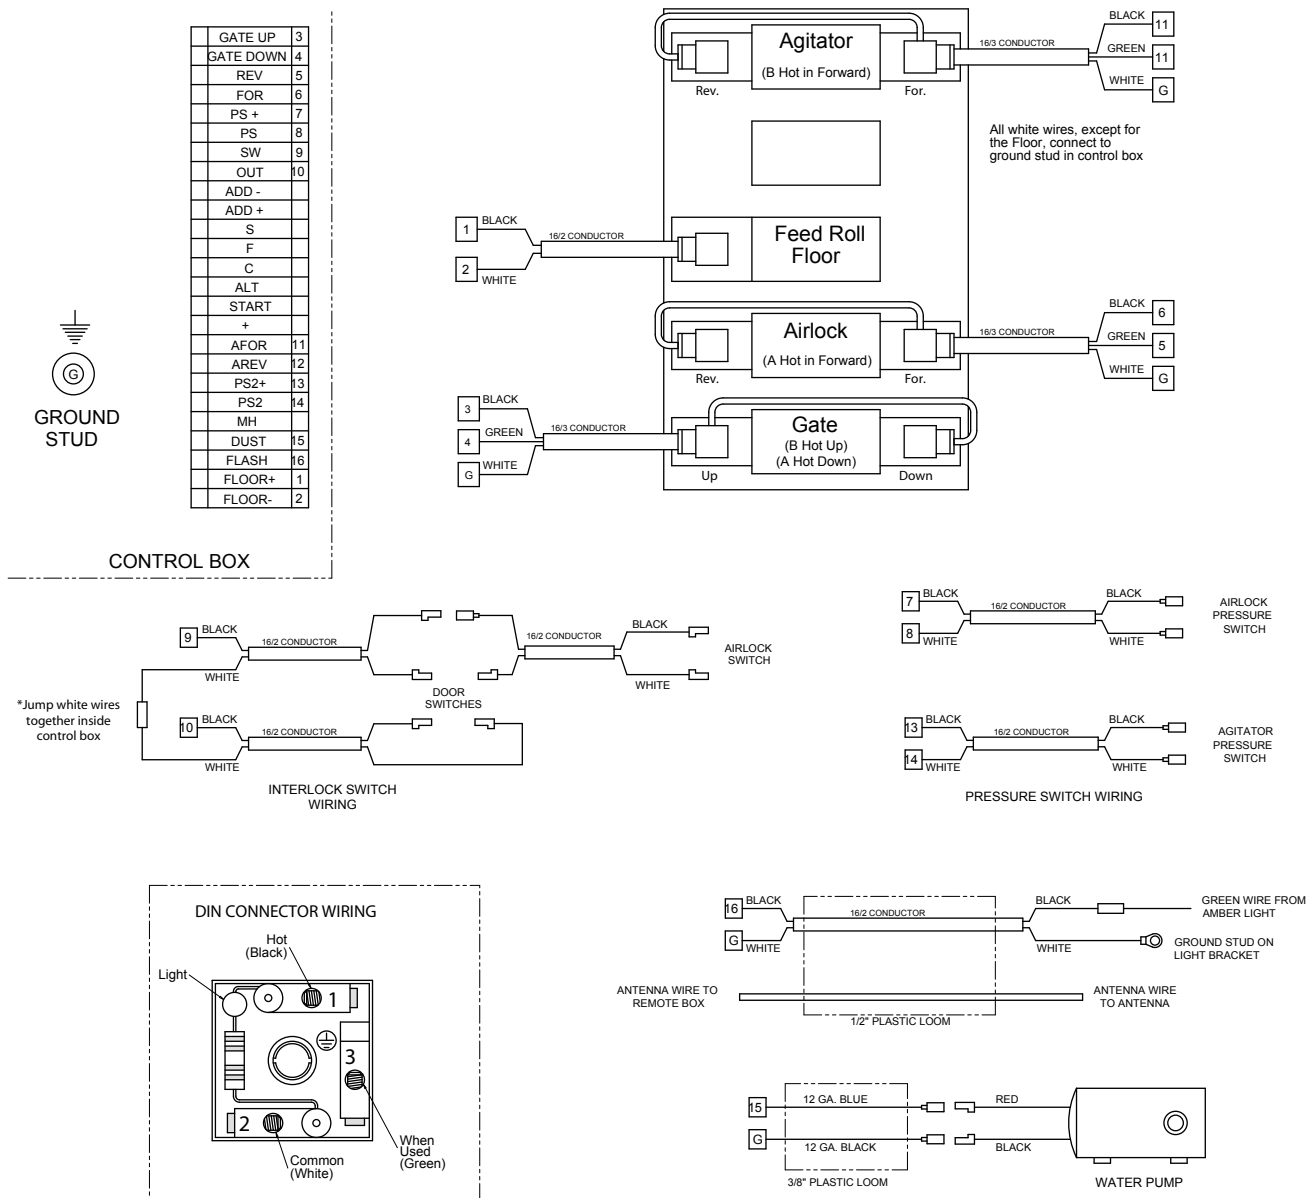 GATE UP 3
GATE DOWN 4
REV 5
FOR 6
PS + 7
PS 8
SW 9
OUT 10
ADD -
ADD +
S
F
C
ALT
START
+
AFOR 11
AREV 12
PS2+ 13
PS2 14
MH
DUST 15
FLASH 16
FLOOR+ 1
FLOOR- 2
G
GROUND
STUD
CONTROL BOX
Agitator
(B Hot in Forward)
Rev.
For.
16/3 CONDUCTOR
BLACK 11
GREEN 11
WHITE G
All white wires, except for
the Floor, connect to
ground stud in control box
1 BLACK
2 WHITE
16/2 CONDUCTOR
Feed Roll
Floor
Airlock
(A Hot in Forward)
Rev.
For.
16/3 CONDUCTOR
BLACK 6
GREEN 5
WHITE G
3 BLACK
4 GREEN
G WHITE
16/3 CONDUCTOR
Gate
(B Hot Up)
(A Hot Down)
Up
Down
9 BLACK
WHITE
16/2 CONDUCTOR
16/2 CONDUCTOR
BLACK
WHITE
AIRLOCK
SWITCH
DOOR
SWITCHES
*Jump white wires
together inside
control box
10 BLACK
WHITE
16/2 CONDUCTOR
INTERLOCK SWITCH
WIRING
7 BLACK
8 WHITE
16/2 CONDUCTOR
BLACK
WHITE
AIRLOCK
PRESSURE
SWITCH
13 BLACK
14 WHITE
16/2 CONDUCTOR
BLACK
WHITE
AGITATOR
PRESSURE
SWITCH
PRESSURE SWITCH WIRING
DIN CONNECTOR WIRING
Hot
(Black)
Light
1
3
2
Common
(White)
When
Used
(Green)
16 BLACK
G WHITE
16/2 CONDUCTOR
BLACK
WHITE
GREEN WIRE FROM
AMBER LIGHT
GROUND STUD ON
LIGHT BRACKET
ANTENNA WIRE TO
REMOTE BOX
ANTENNA WIRE
TO ANTENNA
1/2" PLASTIC LOOM
15 12 GA. BLUE
RED
G 12 GA. BLACK
BLACK
3/8" PLASTIC LOOM
WATER PUMP